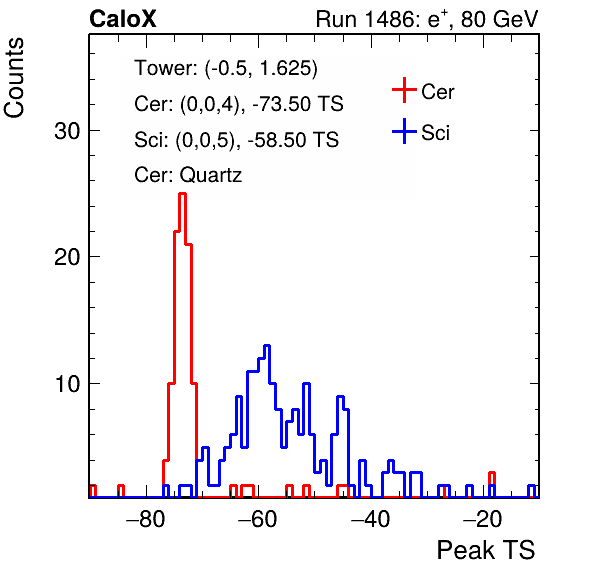 CaloX Run 1486: e⁺, 80 GeV
Counts
Tower: (-0.5, 1.625)
Cer: (0,0,4), -73.50 TS
Sci: (0,0,5), -58.50 TS
Cer: Quartz
Cer
Sci
30
20
10
−80 −60 −40 −20
Peak TS